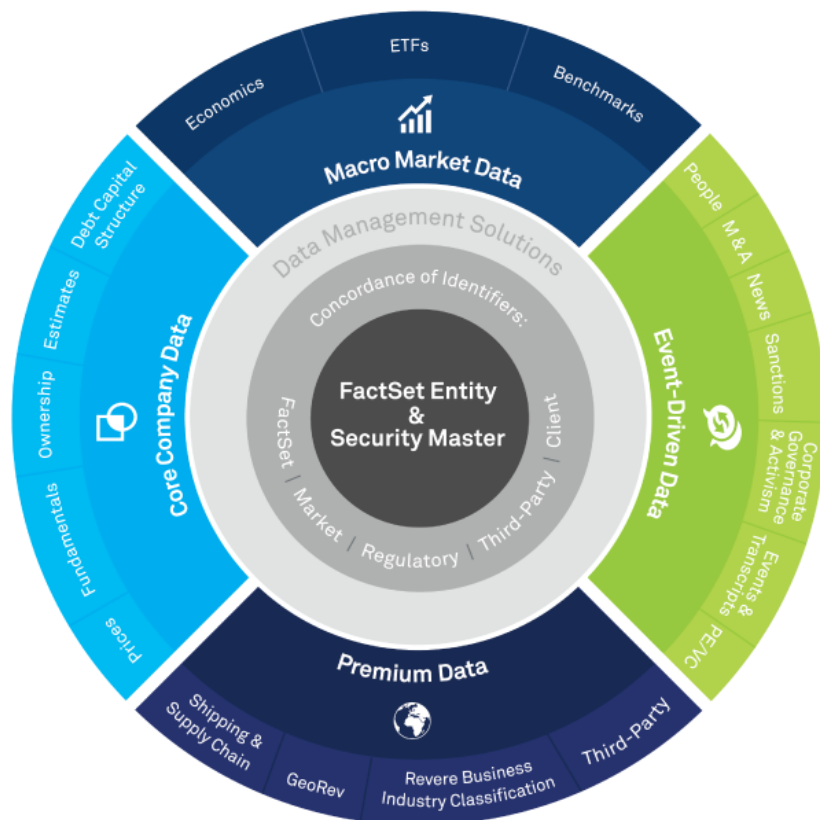 Economics
ETFs
Benchmarks
Macro Market Data
People
M&A
News
Sanctions
Corporate
Governance
& Activism
Events &
Transcripts
PE/VC
Event-Driven Data
Debt Capital
Structure
Estimates
Ownership
Fundamentals
Prices
Core Company Data
Data Management Solutions
Concordance of Identifiers:
FactSet | Market | Regulatory | Third-Party | Client
FactSet Entity
&
Security Master
Premium Data
Shipping &
Supply Chain
GeoRev
Revere Business
Industry Classification
Third-Party